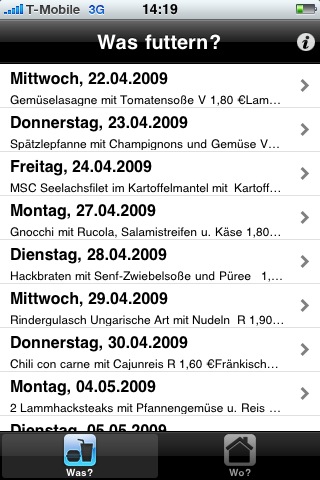 T-Mobile 3G 14:19
Was futtern?
Mittwoch, 22.04.2009
Gemüselasagne mit Tomatensoße V 1,80 €Lam…
Donnerstag, 23.04.2009
Spätzlepfanne mit Champignons und Gemüse V…
Freitag, 24.04.2009
MSC Seelachsfilet im Kartoffelmantel mit Kartoff…
Montag, 27.04.2009
Gnocchi mit Rucola, Salamistreifen u. Käse 1,80…
Dienstag, 28.04.2009
Hackbraten mit Senf-Zwiebelsoße und Püree 1,…
Mittwoch, 29.04.2009
Rindergulasch Ungarische Art mit Nudeln R 1,90…
Donnerstag, 30.04.2009
Chili con carne mit Cajunreis R 1,60 €Fränkisch…
Montag, 04.05.2009
2 Lammhacksteaks mit Pfannengemüse u. Reis …
Dienstag, 05.05.2009
Was?
Wo?